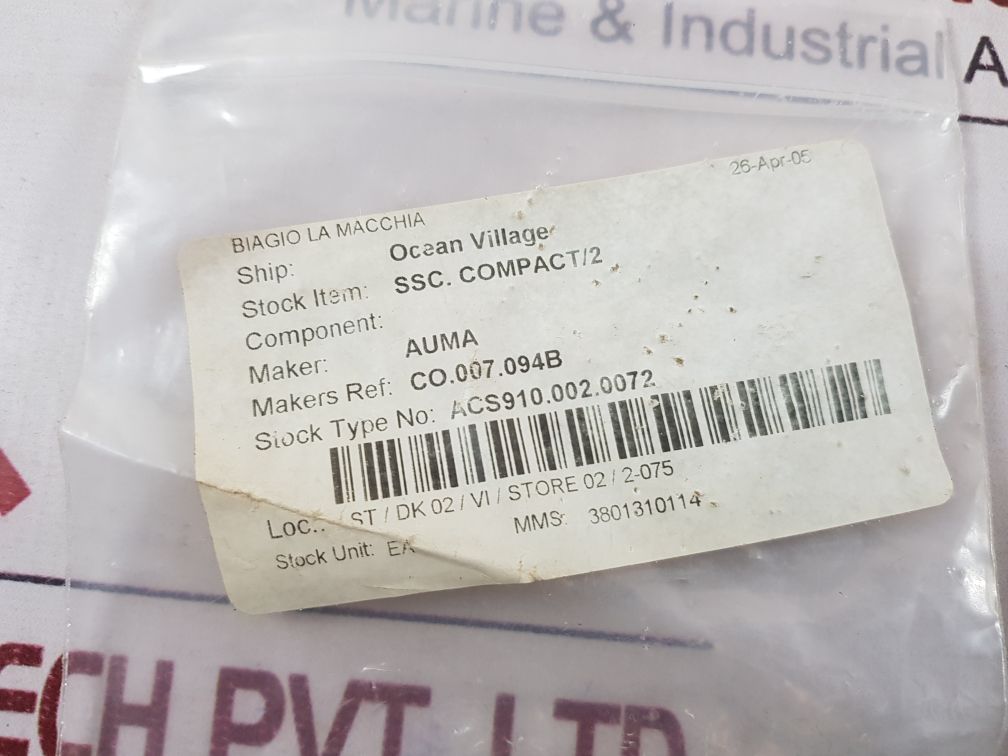 Marine & Industrial A
26-Apr-05
BIAGIO LA MACCHIA
Ship: Ocean Village
Stock Item: SSC. COMPACT/2
Component:
Maker: AUMA
Makers Ref: CO.007.094B
Stock Type No: ACS910.002.0072
Loc.: ST / DK 02 / VI / STORE 02 / 2-075
Stock Unit: EA MMS: 3801310114
ECH PVT. LTD